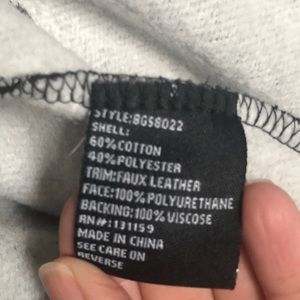 STYLE:8GS8022
SHELL:
60%COTTON
40%POLYESTER
TRIM:FAUX LEATHER
FACE:100%POLYURETHANE
BACKING:100%VISCOSE
RN#:131159
MADE IN CHINA
SEE CARE ON
REVERSE